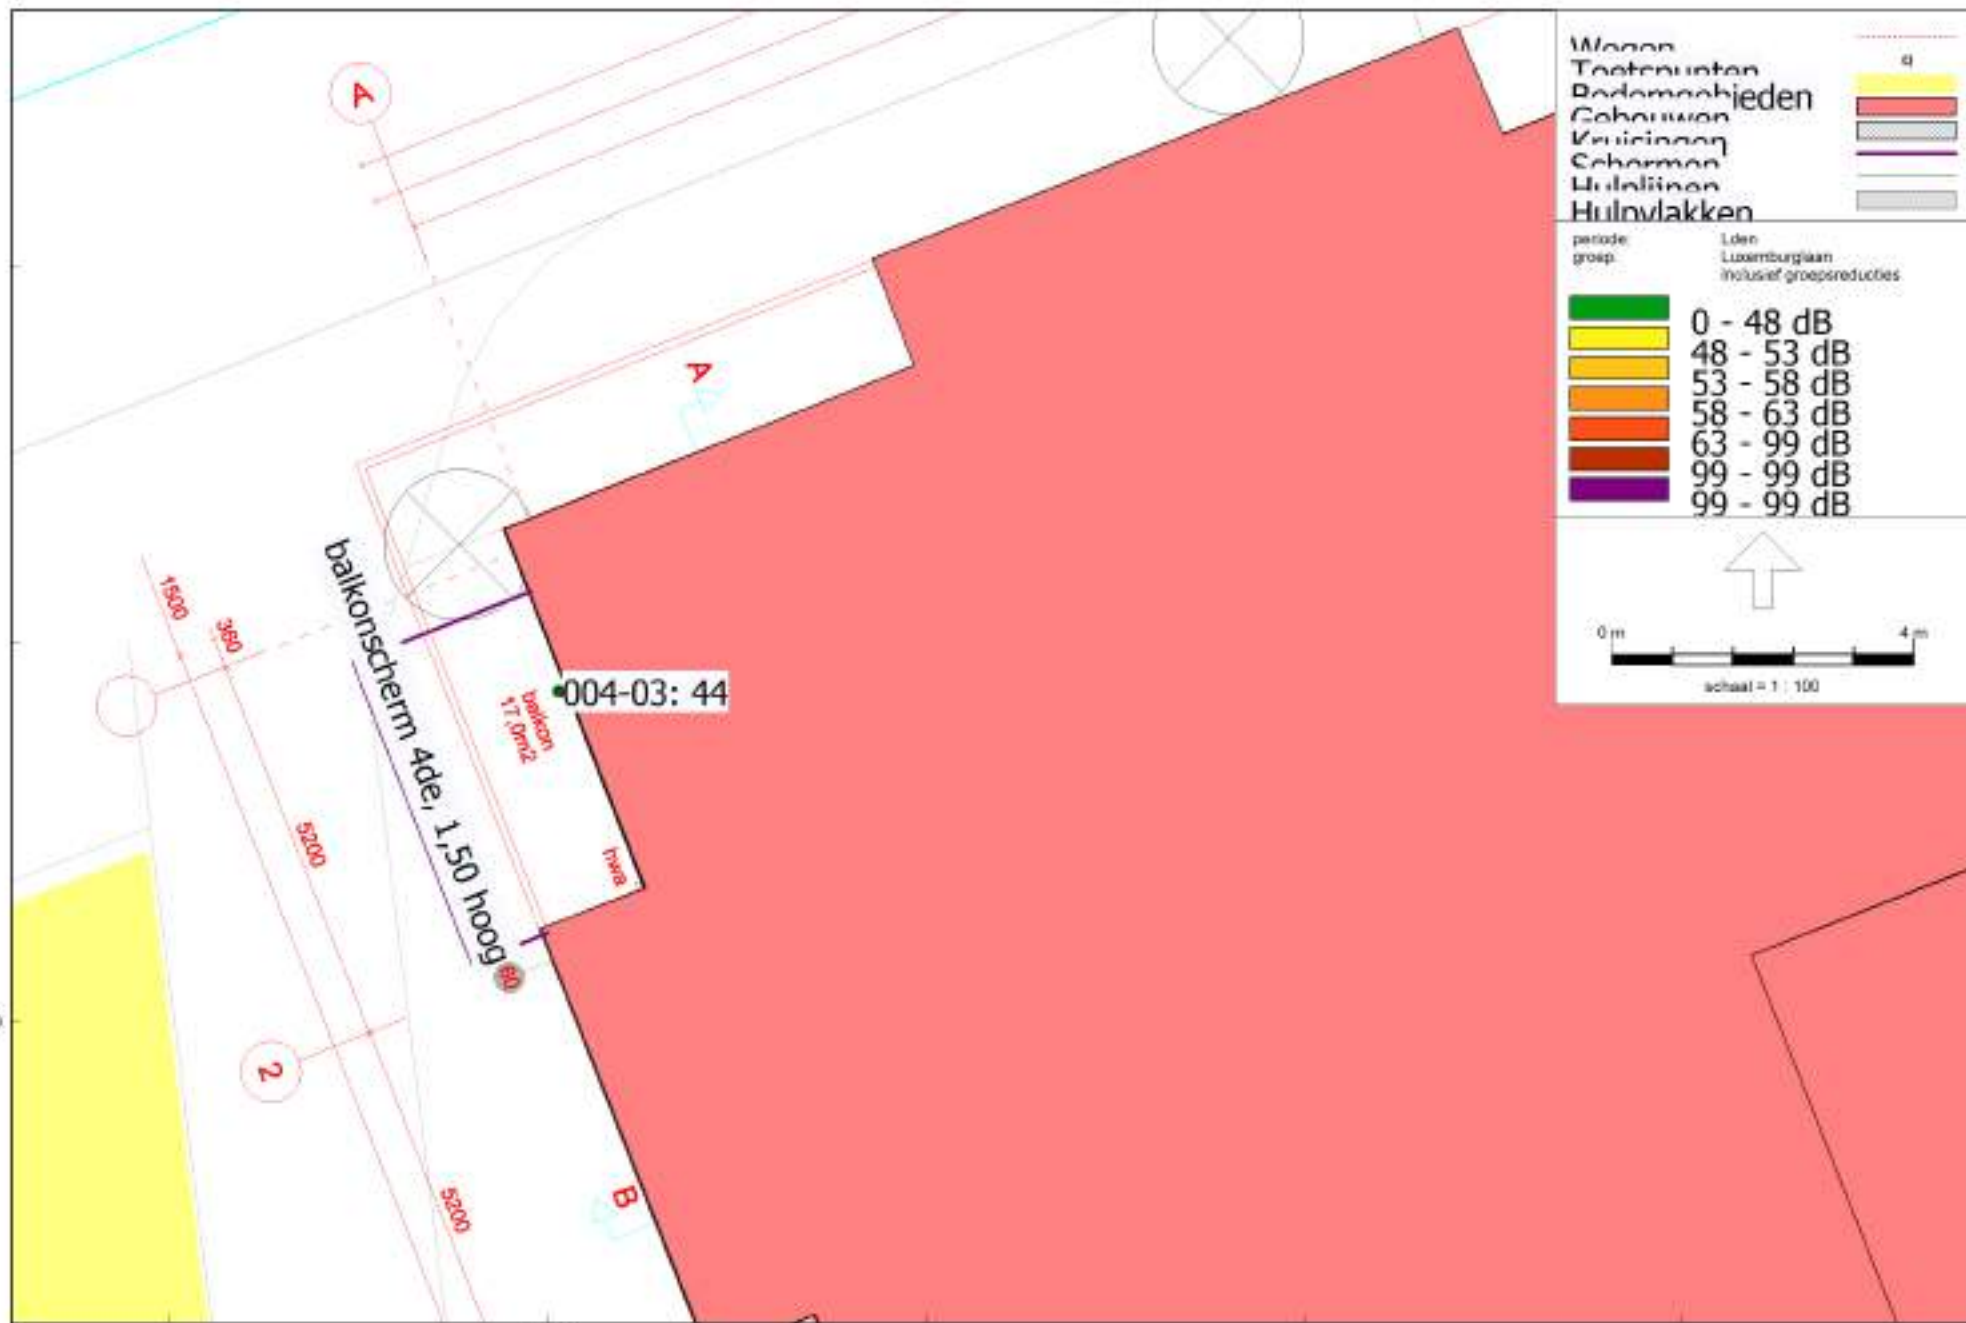 A
Wegen
Toetspunten
Bodemgebieden
Gebouwen
Kruisingen
Schermen
Hulplijnen
Hulpvlakken
periode: Lden
groep: Luxemburglaan
Inclusief groepsreducties
0 - 48 dB
48 - 53 dB
53 - 58 dB
58 - 63 dB
63 - 99 dB
99 - 99 dB
99 - 99 dB
0 m 4 m
schaal = 1 : 100
A
1500
360
balkonscherm 4de, 1,50 hoog
004-03: 44
balkon
17,0m2
5200
hwa
80
2
5200
B